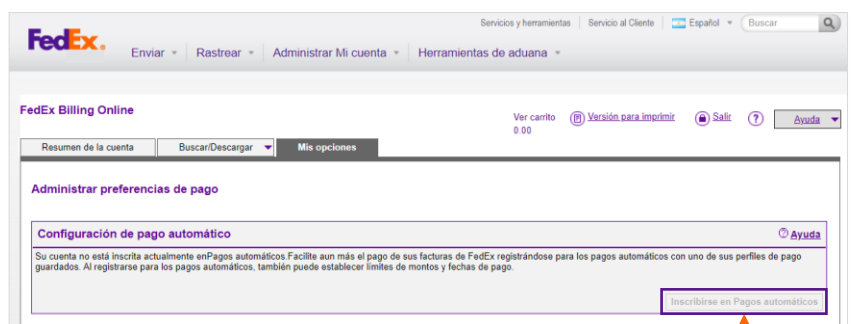 Servicios y herramientas Servicio al Cliente Español Buscar
FedEx.
Enviar Rastrear Administrar Mi cuenta Herramientas de aduana
FedEx Billing Online
Ver carrito Versión para imprimir Salir ? Ayuda
0.00
Resumen de la cuenta Buscar/Descargar Mis opciones
Administrar preferencias de pago
Configuración de pago automático ? Ayuda
Su cuenta no está inscrita actualmente enPagos automáticos.Facilite aun más el pago de sus facturas de FedEx registrándose para los pagos automáticos con uno de sus perfiles de pago
guardados. Al registrarse para los pagos automáticos, también puede establecer límites de montos y fechas de pago.
Inscribirse en Pagos automáticos